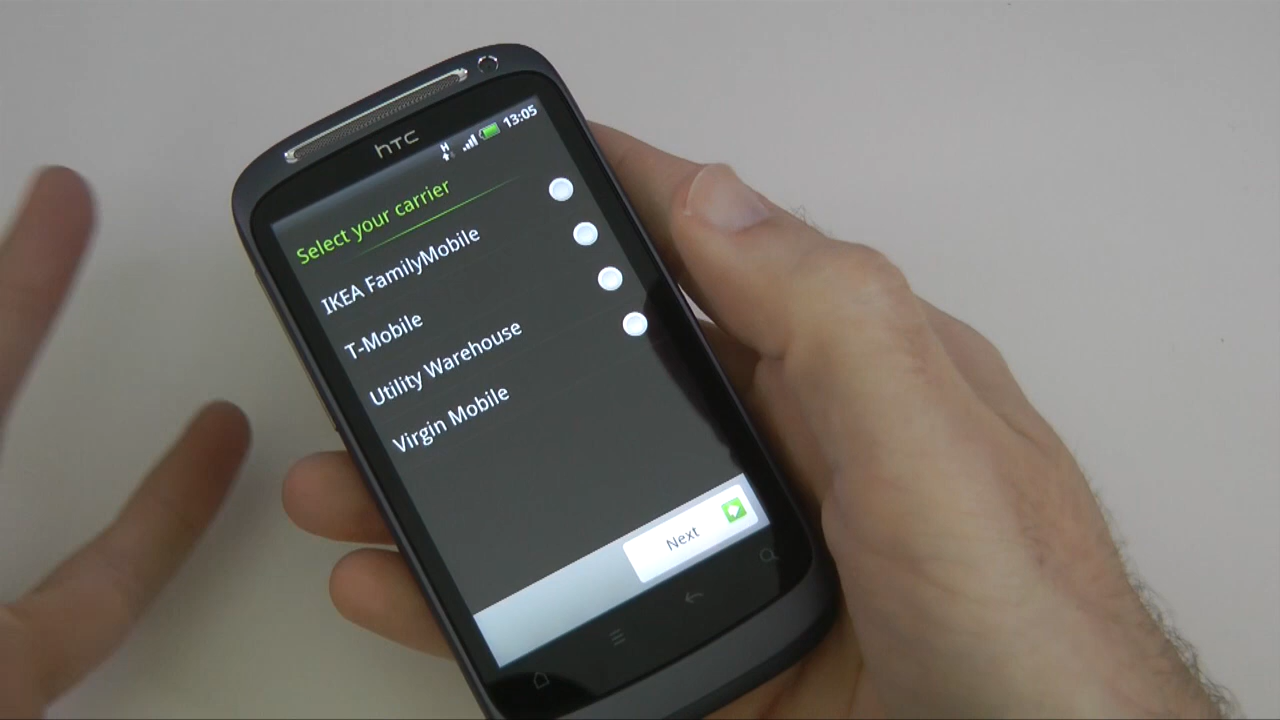 hTC
H
13:05
Select your carrier
IKEA FamilyMobile
T-Mobile
Utility Warehouse
Virgin Mobile
Next